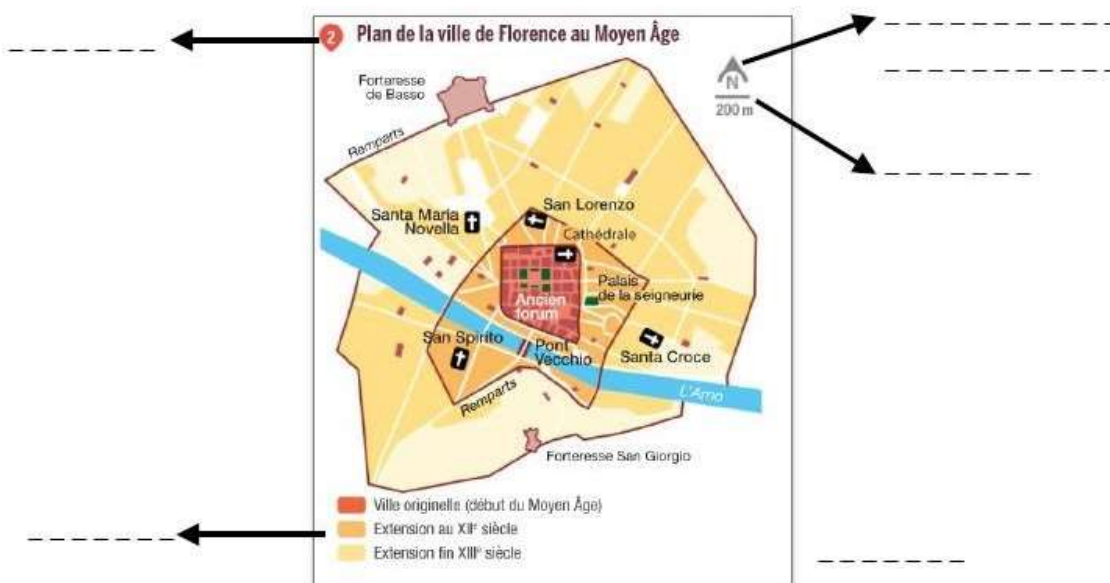 2 Plan de la ville de Florence au Moyen Âge
N
200 m
Forteresse
de Basso
Remparts
Santa Maria
Novella
San Lorenzo
Cathédrale
Palais
de la seigneurie
Ancien
forum
San Spirito
Pont
Vecchio
Santa Croce
Remparts
L'Arno
Forteresse San Giorgio
Ville originelle (début du Moyen Âge)
Extension au XIIe siècle
Extension fin XIIIe siècle